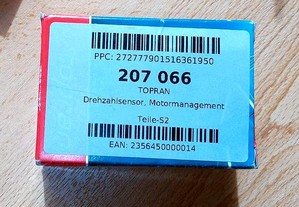 PPC: 272777901516361950
207 066
TOPRAN
Drehzahlsensor, Motormanagement
Teile-52
EAN: 2356450000014